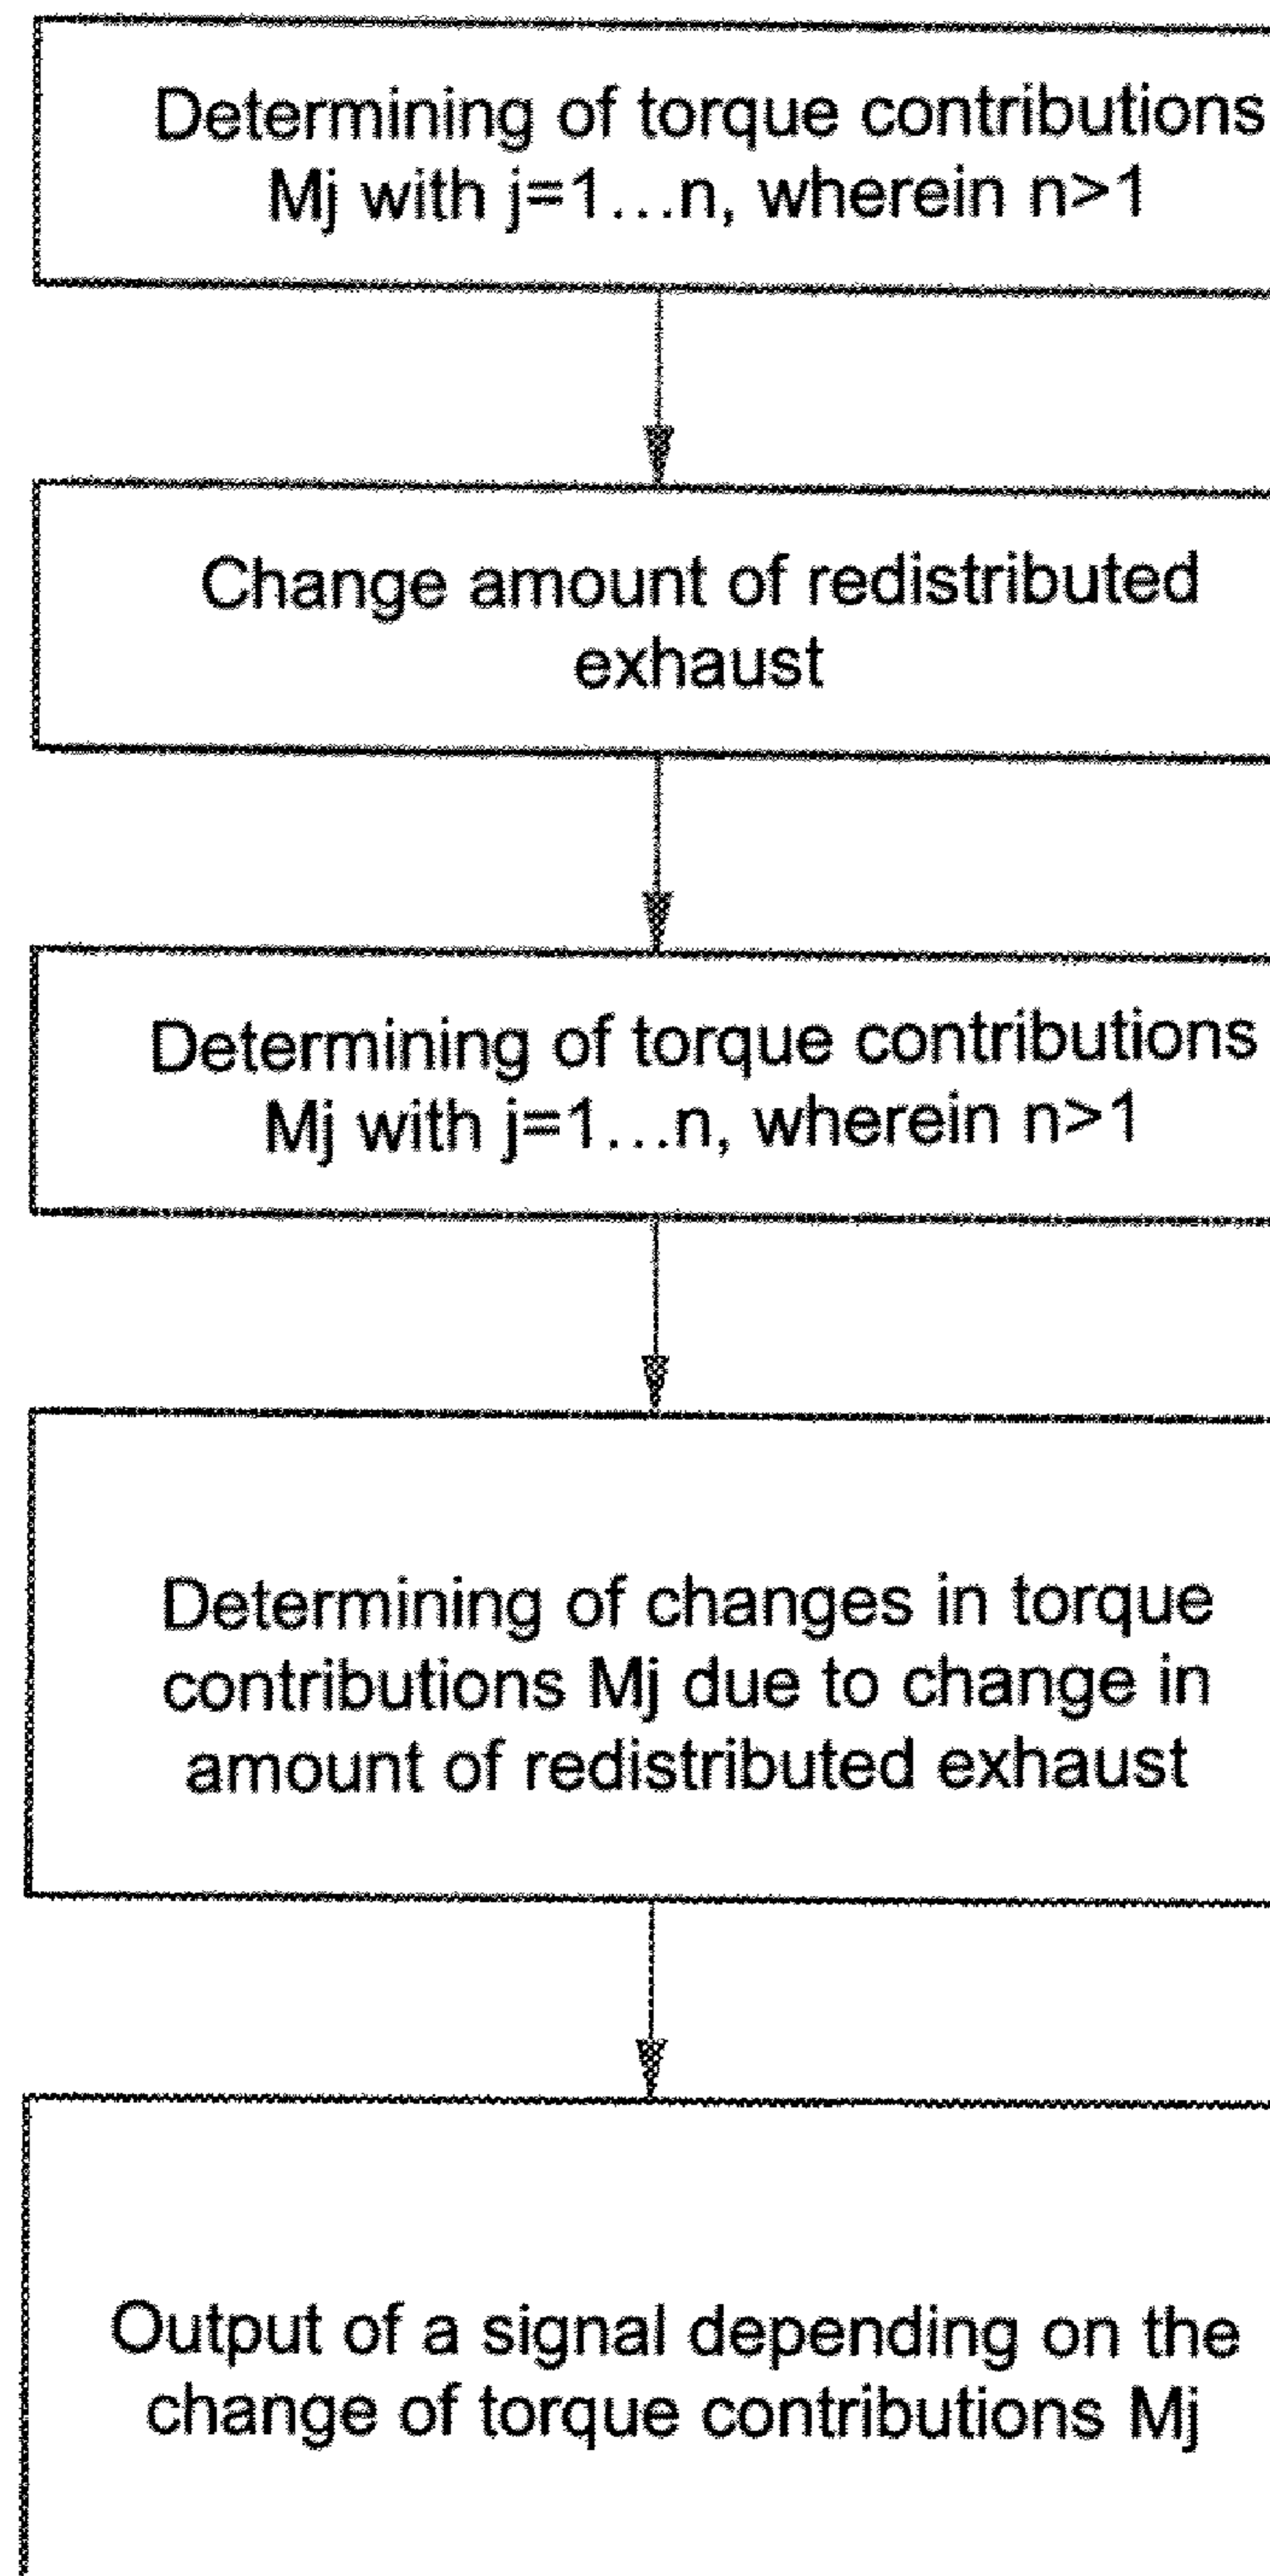 Determining of torque contributions
Mj with j=1...n, wherein n>1
Change amount of redistributed
exhaust
Determining of torque contributions
Mj with j=1...n, wherein n>1
Determining of changes in torque
contributions Mj due to change in
amount of redistributed exhaust
Output of a signal depending on the
change of torque contributions Mj